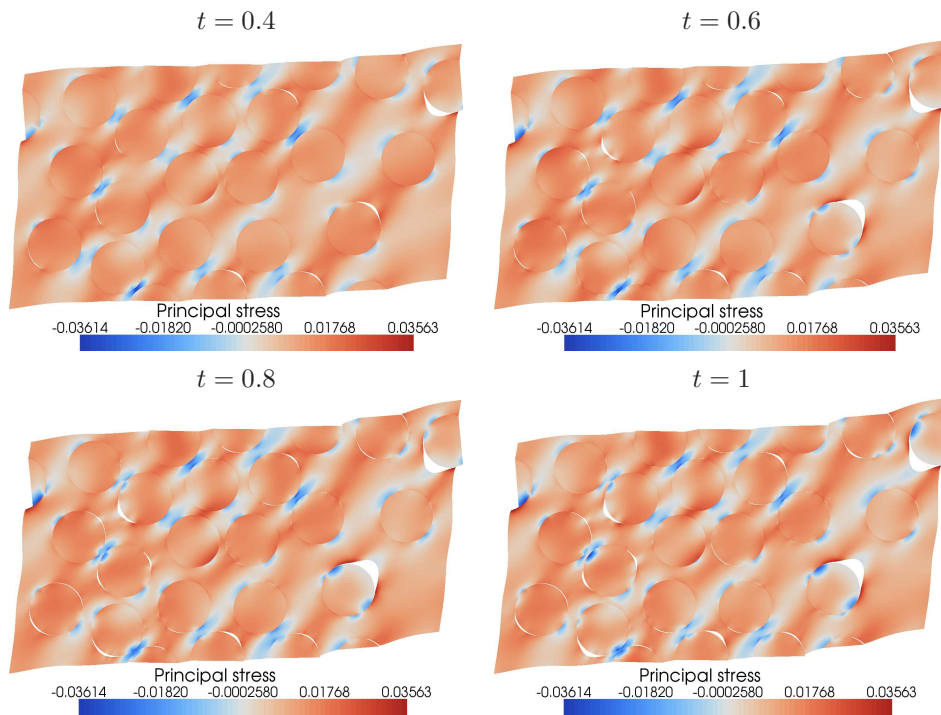 t = 0.4
t = 0.6
Principal stress
-0.03614 -0.01820 -0.0002580 0.01768 0.03563
Principal stress
-0.03614 -0.01820 -0.0002580 0.01768 0.03563
t = 0.8
t = 1
Principal stress
-0.03614 -0.01820 -0.0002580 0.01768 0.03563
Principal stress
-0.03614 -0.01820 -0.0002580 0.01768 0.03563